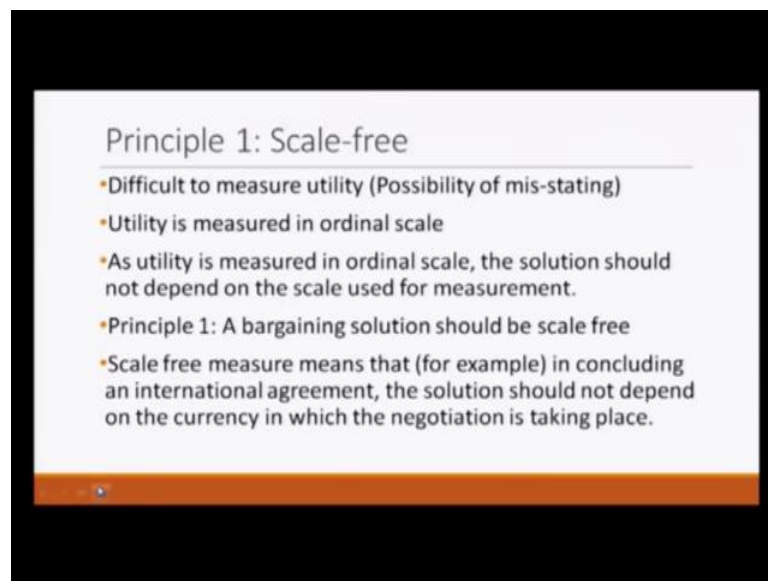 Principle 1: Scale-free
•Difficult to measure utility (Possibility of mis-stating)
•Utility is measured in ordinal scale
•As utility is measured in ordinal scale, the solution should
not depend on the scale used for measurement.
•Principle 1: A bargaining solution should be scale free
•Scale free measure means that (for example) in concluding
an international agreement, the solution should not depend
on the currency in which the negotiation is taking place.